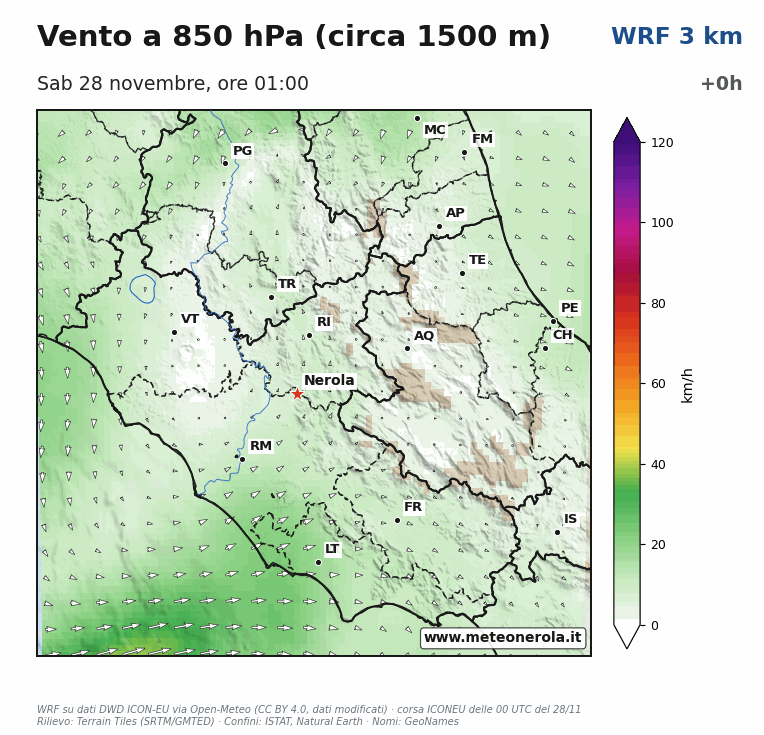 Vento a 850 hPa (circa 1500 m)
WRF 3 km
Sab 28 novembre, ore 01:00
+0h
MC
FM
PG
AP
TE
TR
PE
VT
RI
AQ
CH
Nerola
RM
FR
IS
LT
www.meteonerola.it
120
100
80
60
40
20
0
km/h
WRF su dati DWD ICON-EU via Open-Meteo (CC BY 4.0, dati modificati) · corsa ICONEU delle 00 UTC del 28/11
Rilievo: Terrain Tiles (SRTM/GMTED) · Confini: ISTAT, Natural Earth · Nomi: GeoNames